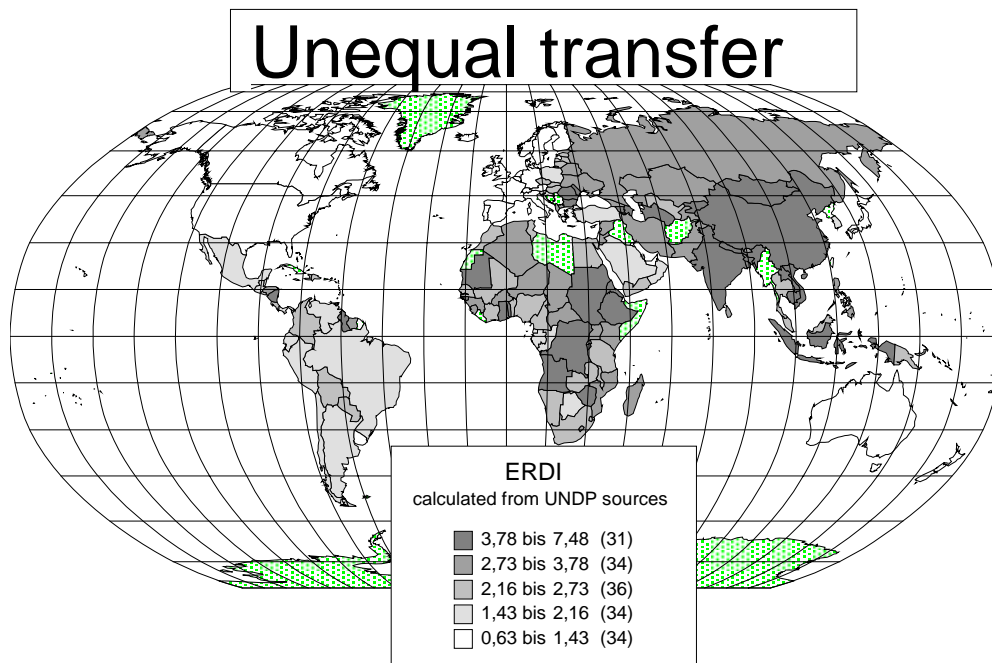 Unequal transfer
ERDI
calculated from UNDP sources
3,78 bis 7,48 (31)
2,73 bis 3,78 (34)
2,16 bis 2,73 (36)
1,43 bis 2,16 (34)
0,63 bis 1,43 (34)